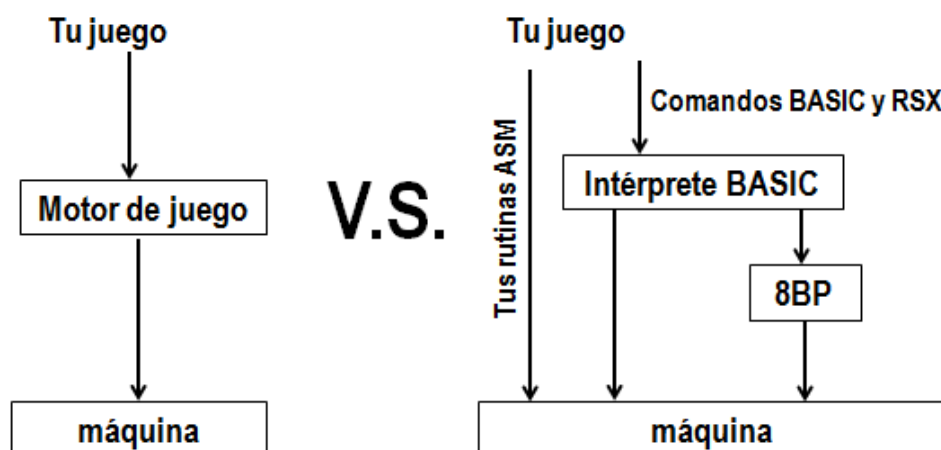 Tu juego
Motor de juego
máquina
V.S.
Tu juego
Comandos BASIC y RSX
Tus rutinas ASM
Intérprete BASIC
8BP
máquina